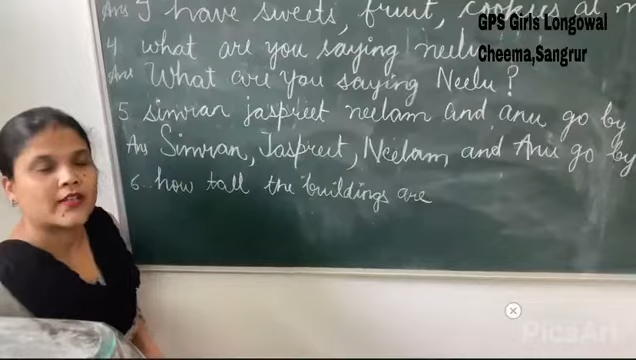 Ans I have sweets, fruit, cookies at
GPS Girls Longowal
Cheema,Sangrur
4 what are you saying neelu
Ans What are you saying Neelu?
5 simran jaspreet neelam and anu go by
Ans Simran, Jaspreet, Neelam and Anu go by
6.. how tall the buildings are
PicsArt